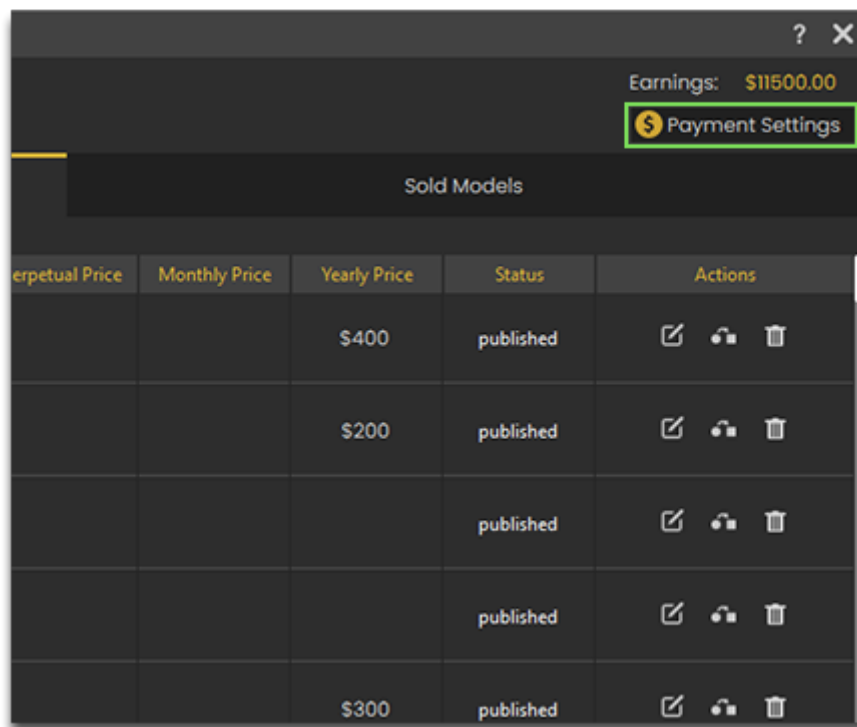 ?
Earnings: $11500.00
$ Payment Settings
Sold Models
erpetual Price Monthly Price Yearly Price Status Actions
$400 published
$200 published
published
published
$300 published